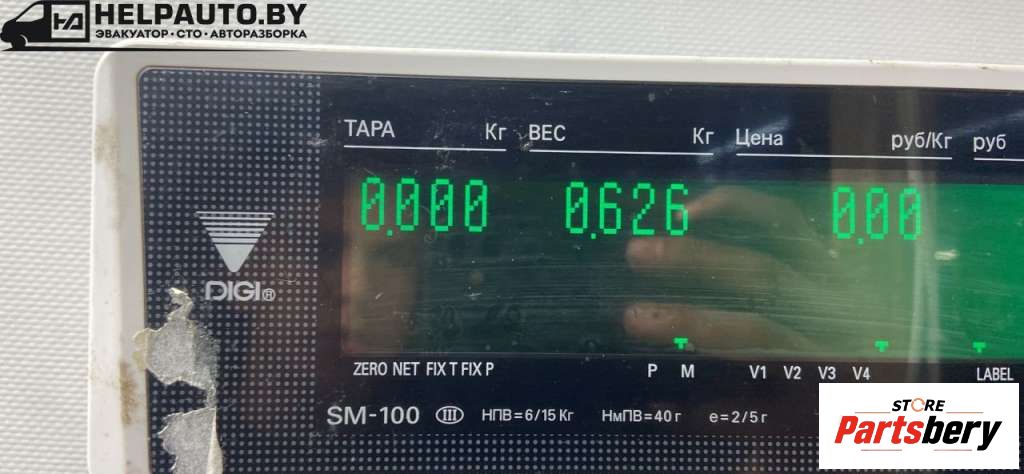 HELPAUTO.BY
ЭВАКУАТОР • СТО • АВТОРАЗБОРКА
ТАРА Кг ВЕС Кг Цена руб/Кг руб
0.000 0.626 0.00
DIGI®
ZERO NET FIX T FIX P P M V1 V2 V3 V4 LABEL
SM-100 III НПВ=6/15 Кг НмПВ=40 г e=2/5 г
STORE
Partsbery